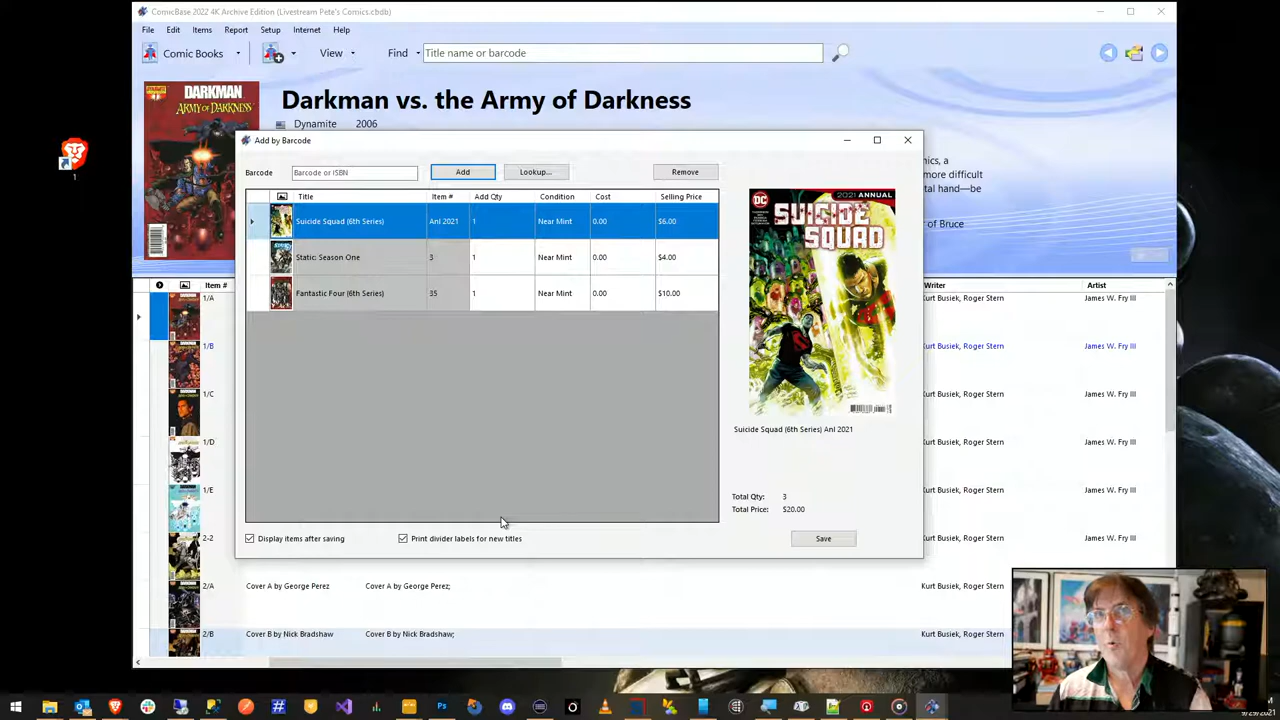 ComicBase 2022 4K Archive Edition (Livestream Pete's Comics.cbdb)
File Edit Items Report Setup Internet Help
Comic Books View Find Title name or barcode
DARKMAN
ARMY OF DARKNESS
Darkman vs. the Army of Darkness
Dynamite 2006
1
Add by Barcode
Barcode Barcode or ISBN Add Lookup... Remove
Title Item # Add Qty Condition Cost Selling Price
Suicide Squad (6th Series) Anl 2021 1 Near Mint 0.00 $6.00
Static: Season One 3 1 Near Mint 0.00 $4.00
Fantastic Four (6th Series) 35 1 Near Mint 0.00 $10.00
DC 2021 ANNUAL
SUICIDE SQUAD
Suicide Squad (6th Series) Anl 2021
Total Qty: 3
Total Price: $20.00
Display items after saving Print divider labels for new titles Save
mics, a
more difficult
tal hand—be
of Bruce
Item # Writer Artist
1/A Kurt Busiek, Roger Stern James W. Fry III
1/B Kurt Busiek, Roger Stern James W. Fry III
1/C Kurt Busiek, Roger Stern James W. Fry III
1/D Kurt Busiek, Roger Stern James W. Fry III
1/E Kurt Busiek, Roger Stern James W. Fry III
2-2 Kurt Busiek, Roger Stern James W. Fry III
2/A Cover A by George Perez Cover A by George Perez; Kurt Busiek, Roger Stern
2/B Cover B by Nick Bradshaw Cover B by Nick Bradshaw; Kurt Busiek, Roger Stern
9/29/2021